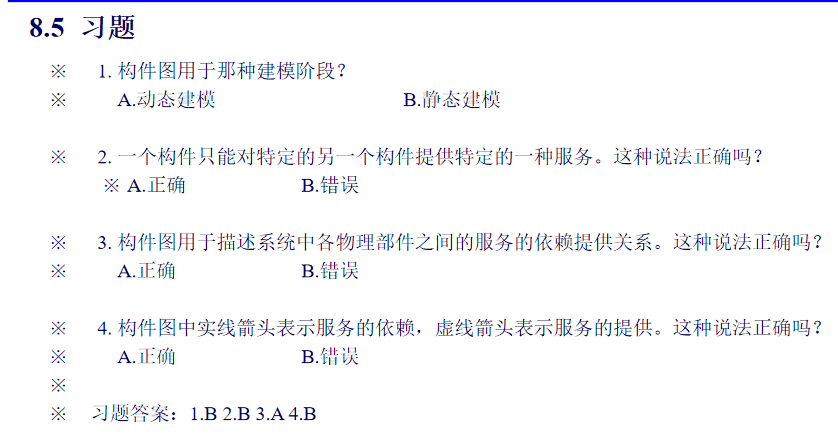 8.5 习题
※ 1. 构件图用于那种建模阶段？
※ A.动态建模 B.静态建模
※ 2. 一个构件只能对特定的另一个构件提供特定的一种服务。这种说法正确吗？
※ A.正确 B.错误
※ 3. 构件图用于描述系统中各物理部件之间的服务的依赖提供关系。这种说法正确吗？
※ A.正确 B.错误
※ 4. 构件图中实线箭头表示服务的依赖，虚线箭头表示服务的提供。这种说法正确吗？
※ A.正确 B.错误
※
※ 习题答案：1.B 2.B 3.A 4.B